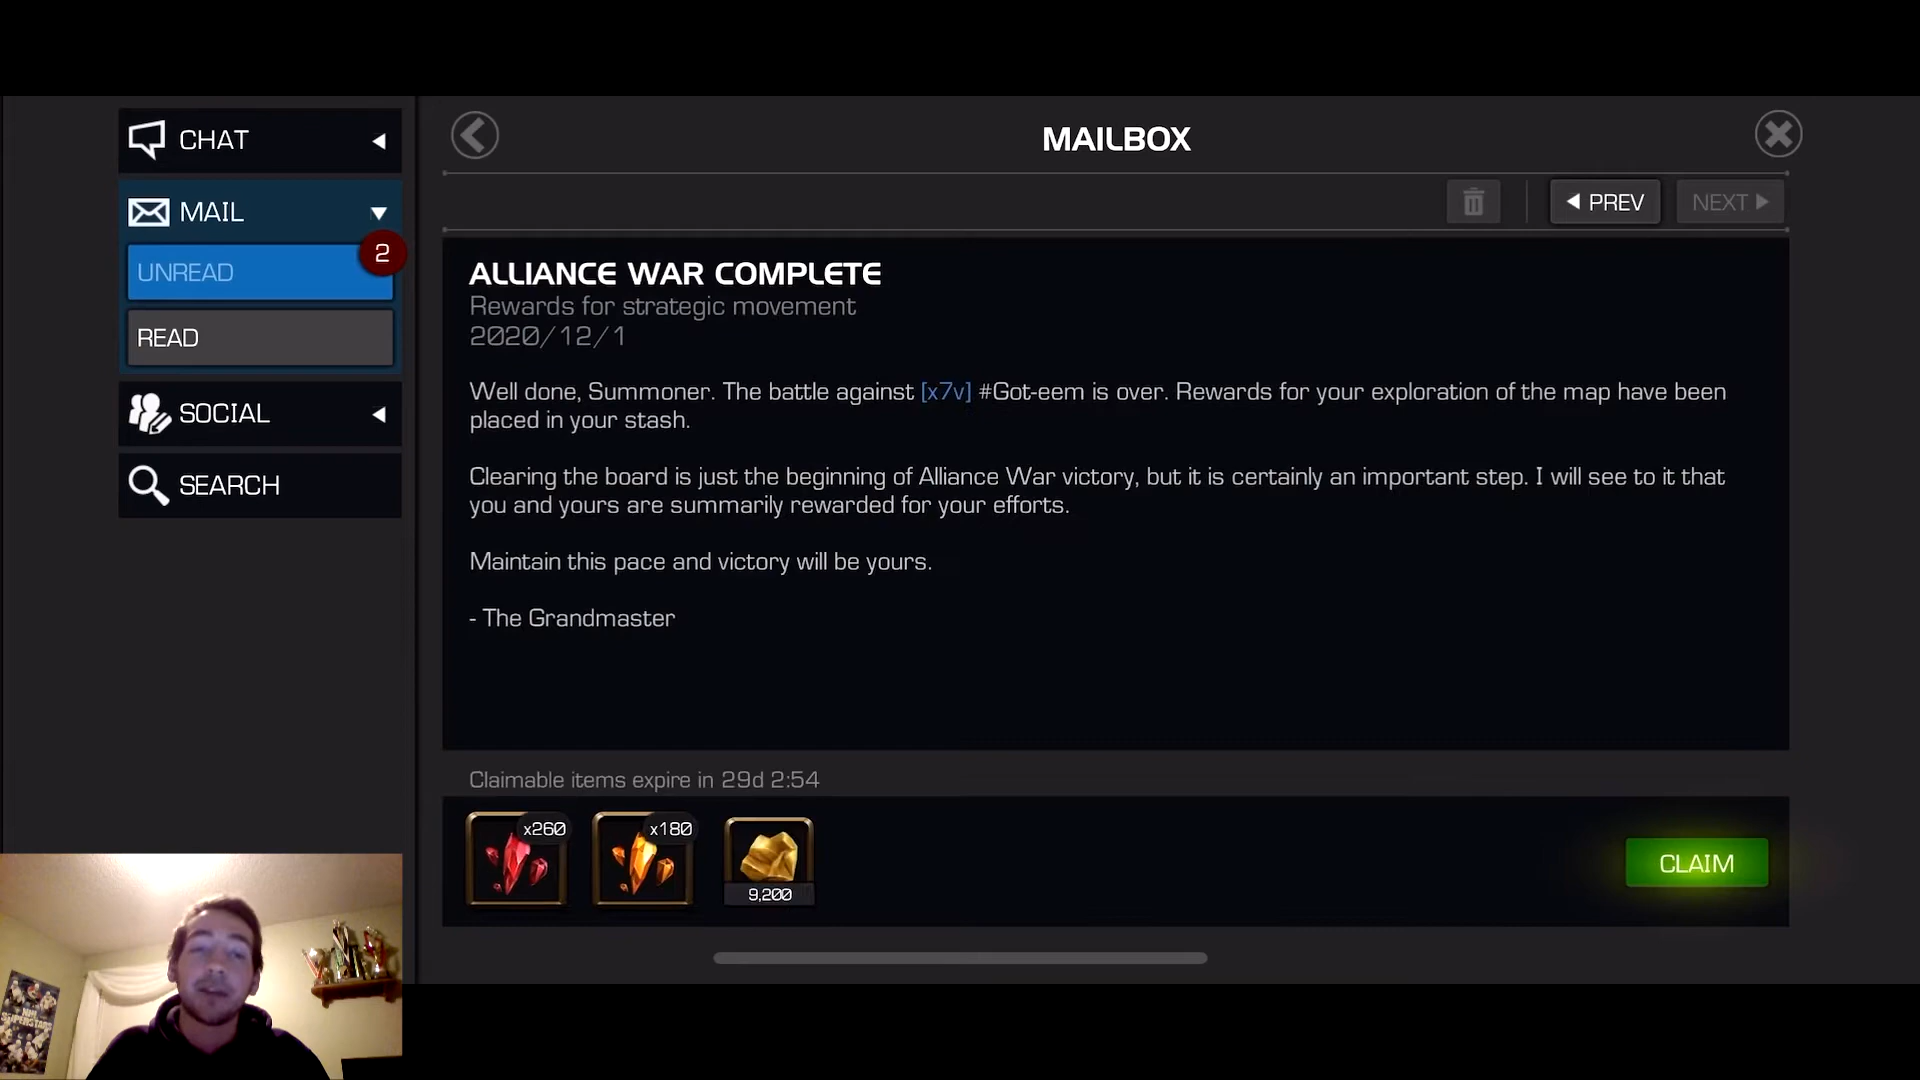 CHAT
MAIL
2
UNREAD
READ
SOCIAL
SEARCH
MAILBOX
PREV
NEXT
ALLIANCE WAR COMPLETE
Rewards for strategic movement
2020/12/1
Well done, Summoner. The battle against [x7v] #Got-eem is over. Rewards for your exploration of the map have been
placed in your stash.
Clearing the board is just the beginning of Alliance War victory, but it is certainly an important step. I will see to it that
you and yours are summarily rewarded for your efforts.
Maintain this pace and victory will be yours.
- The Grandmaster
Claimable items expire in 29d 2:54
x260
x180
9,200
CLAIM
NHL
SUPERSTARS